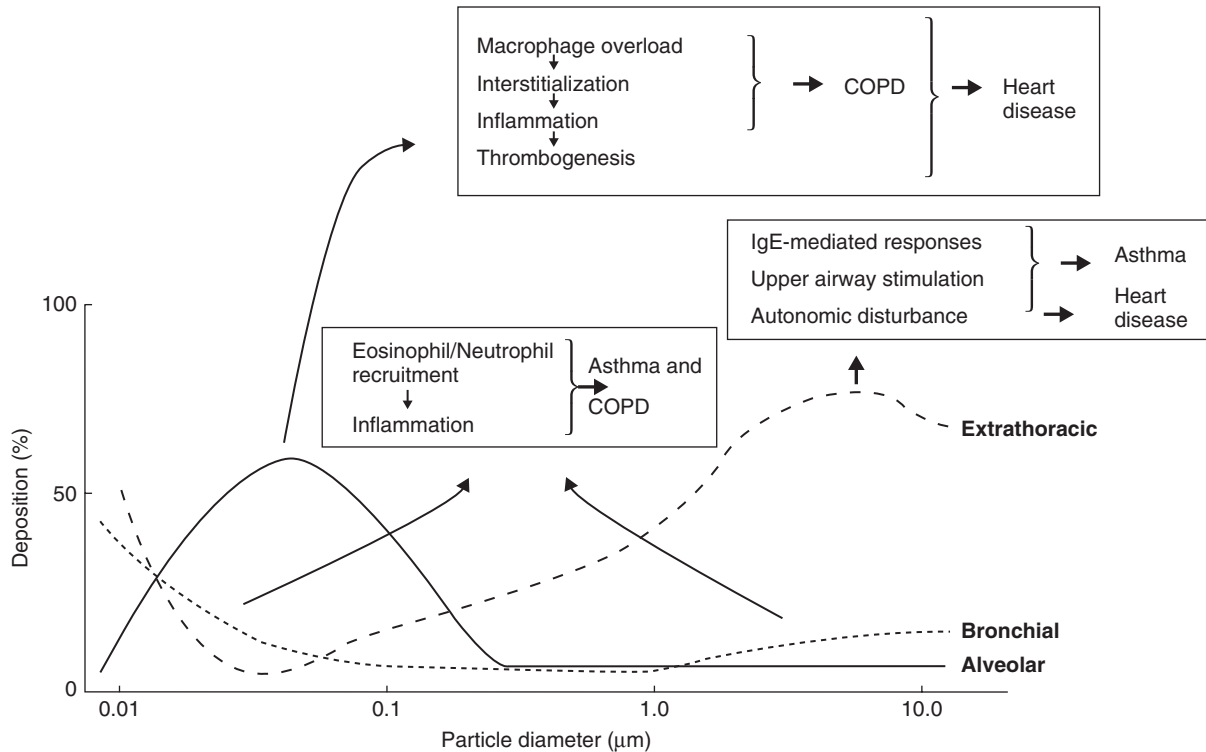 Macrophage overload
Interstitialization
Inflammation
Thrombogenesis
COPD
Heart
disease
IgE-mediated responses
Upper airway stimulation
Autonomic disturbance
Asthma
Heart
disease
Eosinophil/Neutrophil
recruitment
Inflammation
Asthma and
COPD
Deposition (%)
100
50
0
Extrathoracic
Bronchial
Alveolar
0.01
0.1
1.0
10.0
Particle diameter (μm)